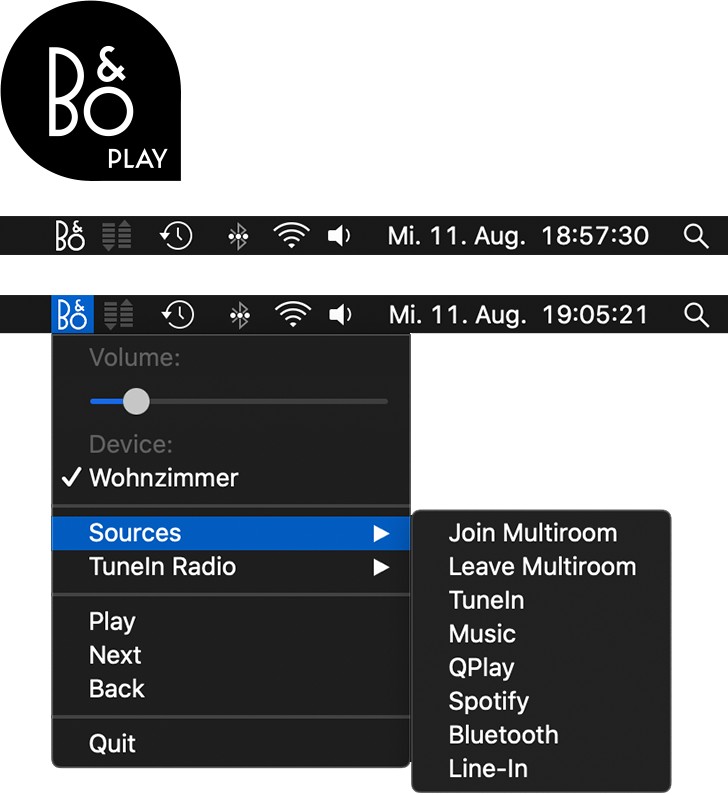 B&O
PLAY
B&O Mi. 11. Aug. 18:57:30
B&O Mi. 11. Aug. 19:05:21
Volume:
Device:
✓ Wohnzimmer
Sources
TuneIn Radio
Play
Next
Back
Quit
Join Multiroom
Leave Multiroom
TuneIn
Music
QPlay
Spotify
Bluetooth
Line-In